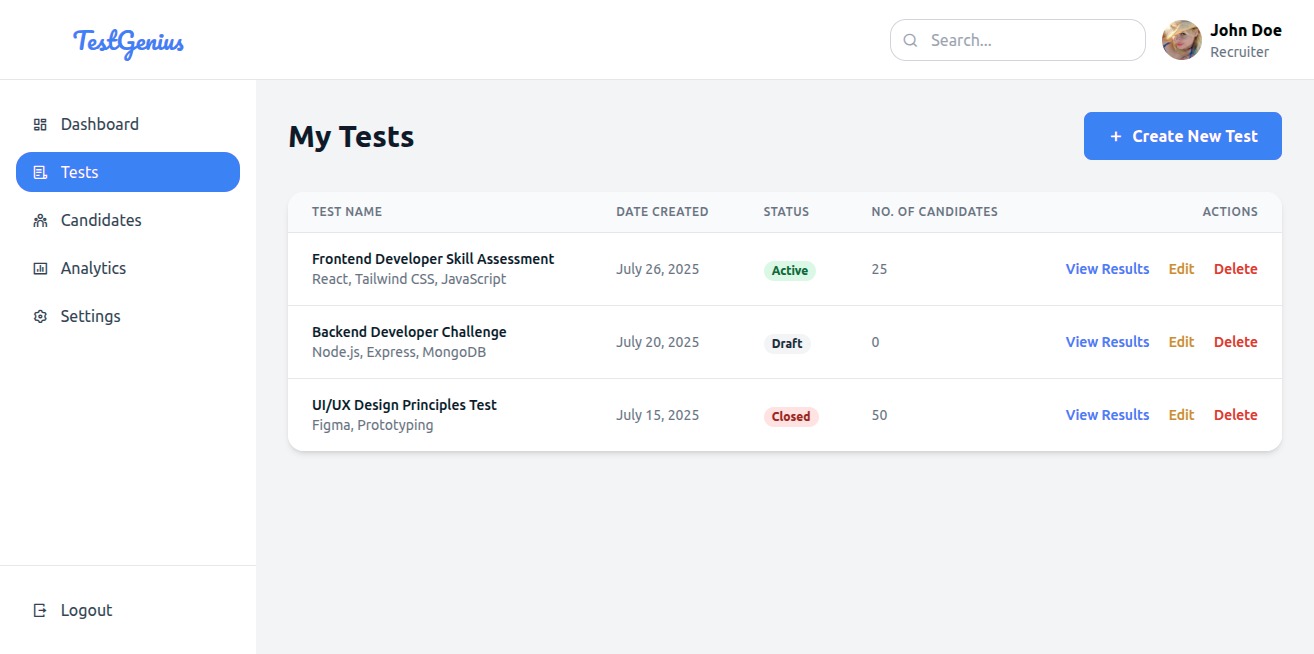 TestGenius
Search...
John Doe
Recruiter
Dashboard
Tests
Candidates
Analytics
Settings
Logout
My Tests
+ Create New Test
TEST NAME DATE CREATED STATUS NO. OF CANDIDATES ACTIONS
Frontend Developer Skill Assessment
React, Tailwind CSS, JavaScript
July 26, 2025 Active 25 View Results Edit Delete
Backend Developer Challenge
Node.js, Express, MongoDB
July 20, 2025 Draft 0 View Results Edit Delete
UI/UX Design Principles Test
Figma, Prototyping
July 15, 2025 Closed 50 View Results Edit Delete